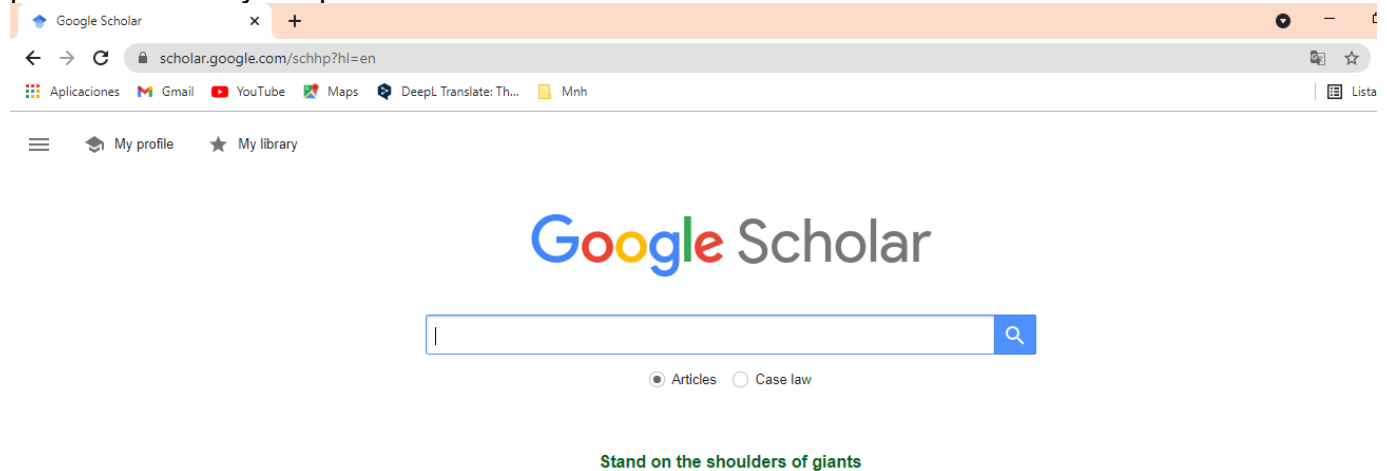 Google Scholar
scholar.google.com/schhp?hl=en
Aplicaciones Gmail YouTube Maps DeepL Translate: Th... Mnh Lista
My profile My library
Google Scholar
Articles Case law
Stand on the shoulders of giants